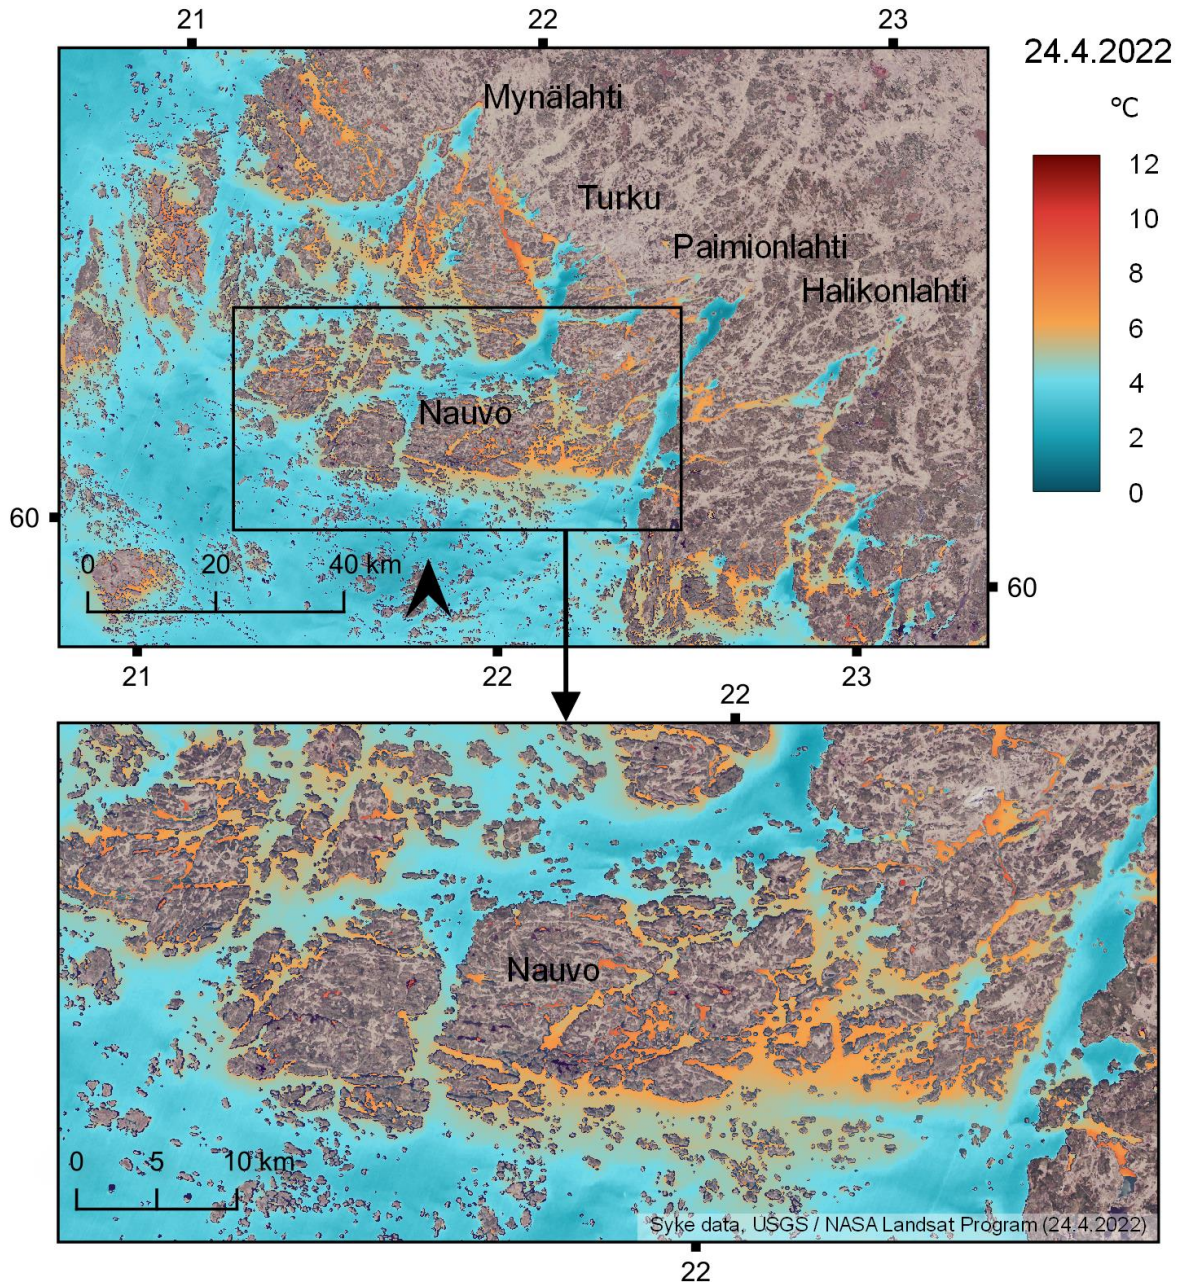 21
22
23
24.4.2022
°C
Mynälahti
Turku
Paimionlahti
Halikonlahti
Nauvo
12
10
8
6
4
2
0
60
0 20 40 km
60
21
22
23
22
Nauvo
0 5 10 km
Syke data, USGS / NASA Landsat Program (24.4.2022)
22